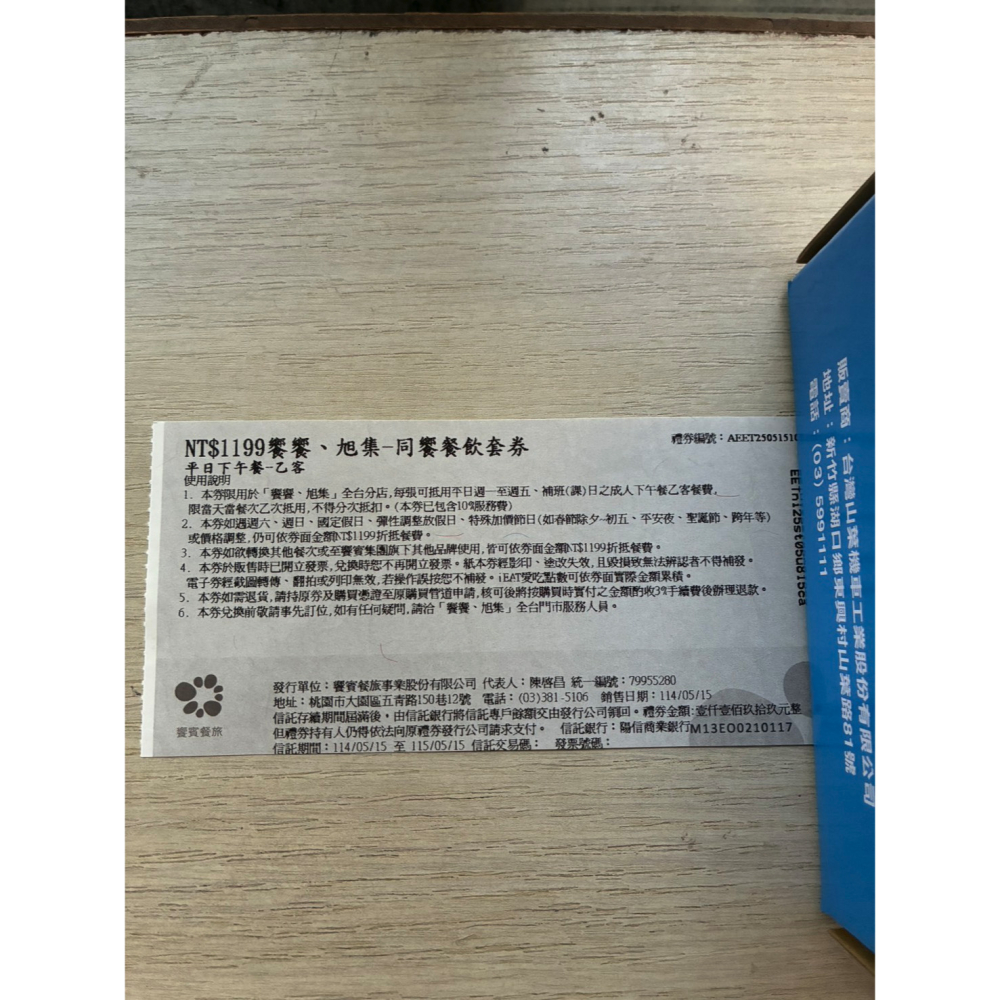 NT$1199饗饗、旭集-同饗餐飲套券
禮券編號：AEET2505151
平日下午餐-乙客
使用說明
1. 本券限用於「饗饗、旭集」全台分店,每張可抵用平日週一至週五、補班(課)日之成人下午餐乙客餐費,
限當天當餐次乙次抵用,不得分次抵扣。(本券已包含10%服務費)
2. 本券如遇週六、週日、國定假日、彈性調整放假日、特殊加價節日(如春節除夕~初五、平安夜、聖誕節、跨年等)
或價格調整,仍可依券面金額NT$1199折抵餐費。
3. 本券如欲轉換其他餐次或至饗賓集團旗下其他品牌使用,皆可依券面金額NT$1199折抵餐費。
4. 本券於販售時已開立發票,兌換時恕不再開立發票。紙本券經影印、塗改失效,且毀損致無法辨認者不得補發。
電子券經截圖轉傳、翻拍或列印無效,若操作誤按恕不補發。iEAT愛吃點數可依券面實際金額累積。
5. 本券如需退貨,請持原券及購買憑證至原購買管道申請,核可後將按購買時實付之金額酌收3%手續費後辦理退款。
6. 本券兌換前敬請事先訂位,如有任何疑問,請洽「饗饗、旭集」全台門市服務人員。
EETn125st0508T5ca
饗賓餐旅
發行單位：饗賓餐旅事業股份有限公司 代表人：陳啓昌 統一編號：79955280
地址：桃園市大園區五青路150巷12號 電話：(03)381-5106 銷售日期：114/05/15
信託存續期間屆滿後，由信託銀行將信託專戶餘額交由發行公司領回。禮券金額:壹仟壹佰玖拾玖元整
但禮券持有人仍得依法向原禮券發行公司請求支付。 信託銀行：陽信商業銀行M13EO0210117
信託期間：114/05/15 至 115/05/15 信託交易碼： 發票號碼：
販賣商：台灣山葉機車工業股份有限公司
地址：新竹縣湖口鄉東興村山葉路81號
電話：(03) 5991111